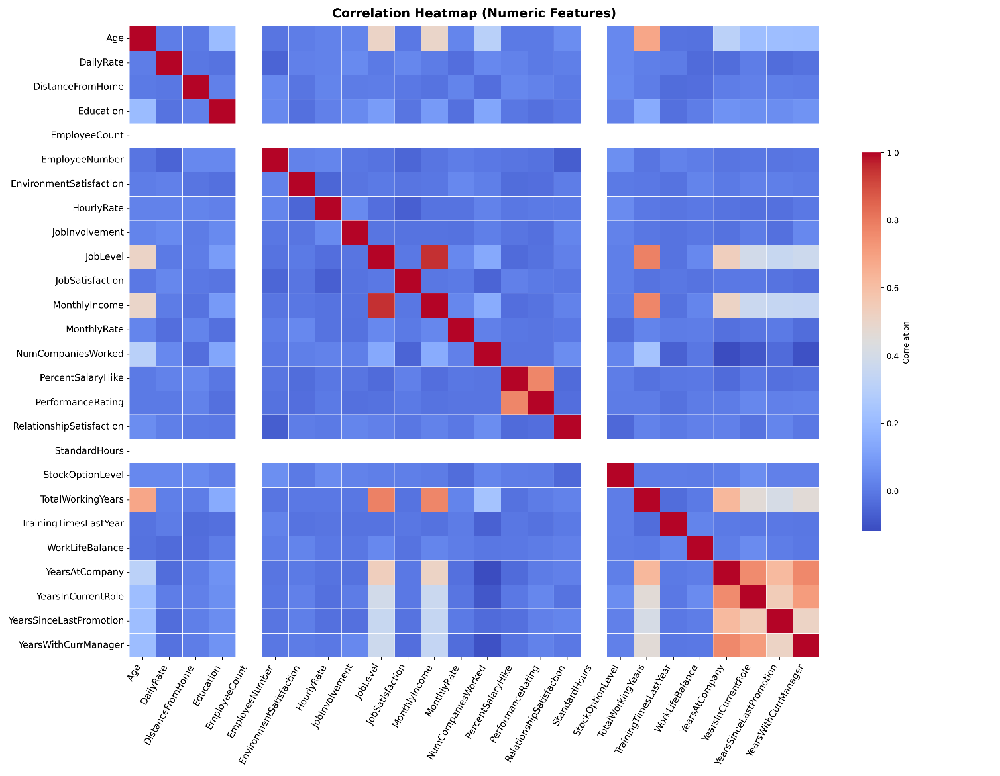 Correlation Heatmap (Numeric Features)
Age
DailyRate
DistanceFromHome
Education
EmployeeCount
EmployeeNumber
EnvironmentSatisfaction
HourlyRate
JobInvolvement
JobLevel
JobSatisfaction
MonthlyIncome
MonthlyRate
NumCompaniesWorked
PercentSalaryHike
PerformanceRating
RelationshipSatisfaction
StandardHours
StockOptionLevel
TotalWorkingYears
TrainingTimesLastYear
WorkLifeBalance
YearsAtCompany
YearsInCurrentRole
YearsSinceLastPromotion
YearsWithCurrManager
Age
DailyRate
DistanceFromHome
Education
EmployeeCount
EmployeeNumber
EnvironmentSatisfaction
HourlyRate
JobInvolvement
JobLevel
JobSatisfaction
MonthlyIncome
MonthlyRate
NumCompaniesWorked
PercentSalaryHike
PerformanceRating
RelationshipSatisfaction
StandardHours
StockOptionLevel
TotalWorkingYears
TrainingTimesLastYear
WorkLifeBalance
YearsAtCompany
YearsInCurrentRole
YearsSinceLastPromotion
YearsWithCurrManager
1.0
0.8
0.6
0.4
0.2
0.0
Correlation